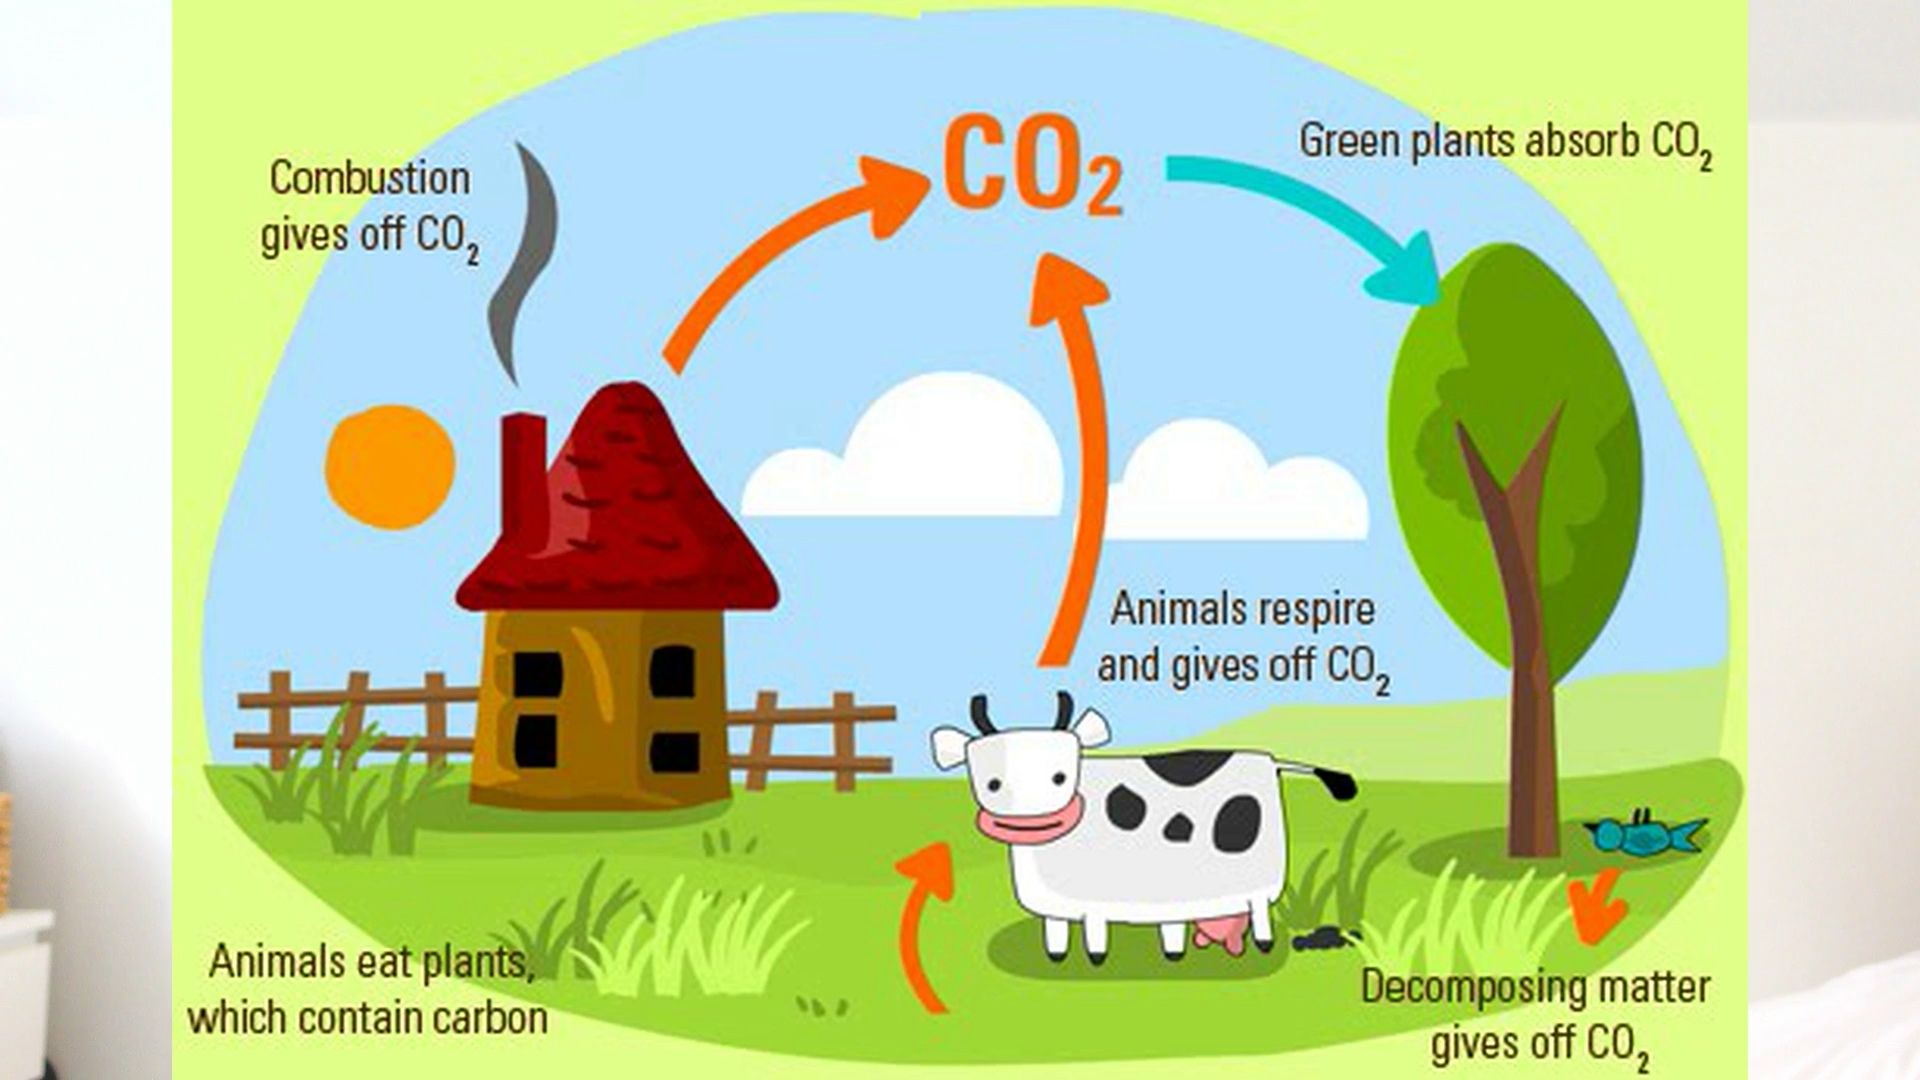 Combustion
gives off CO₂
CO₂
Green plants absorb CO₂
Animals respire
and gives off CO₂
Animals eat plants,
which contain carbon
Decomposing matter
gives off CO₂